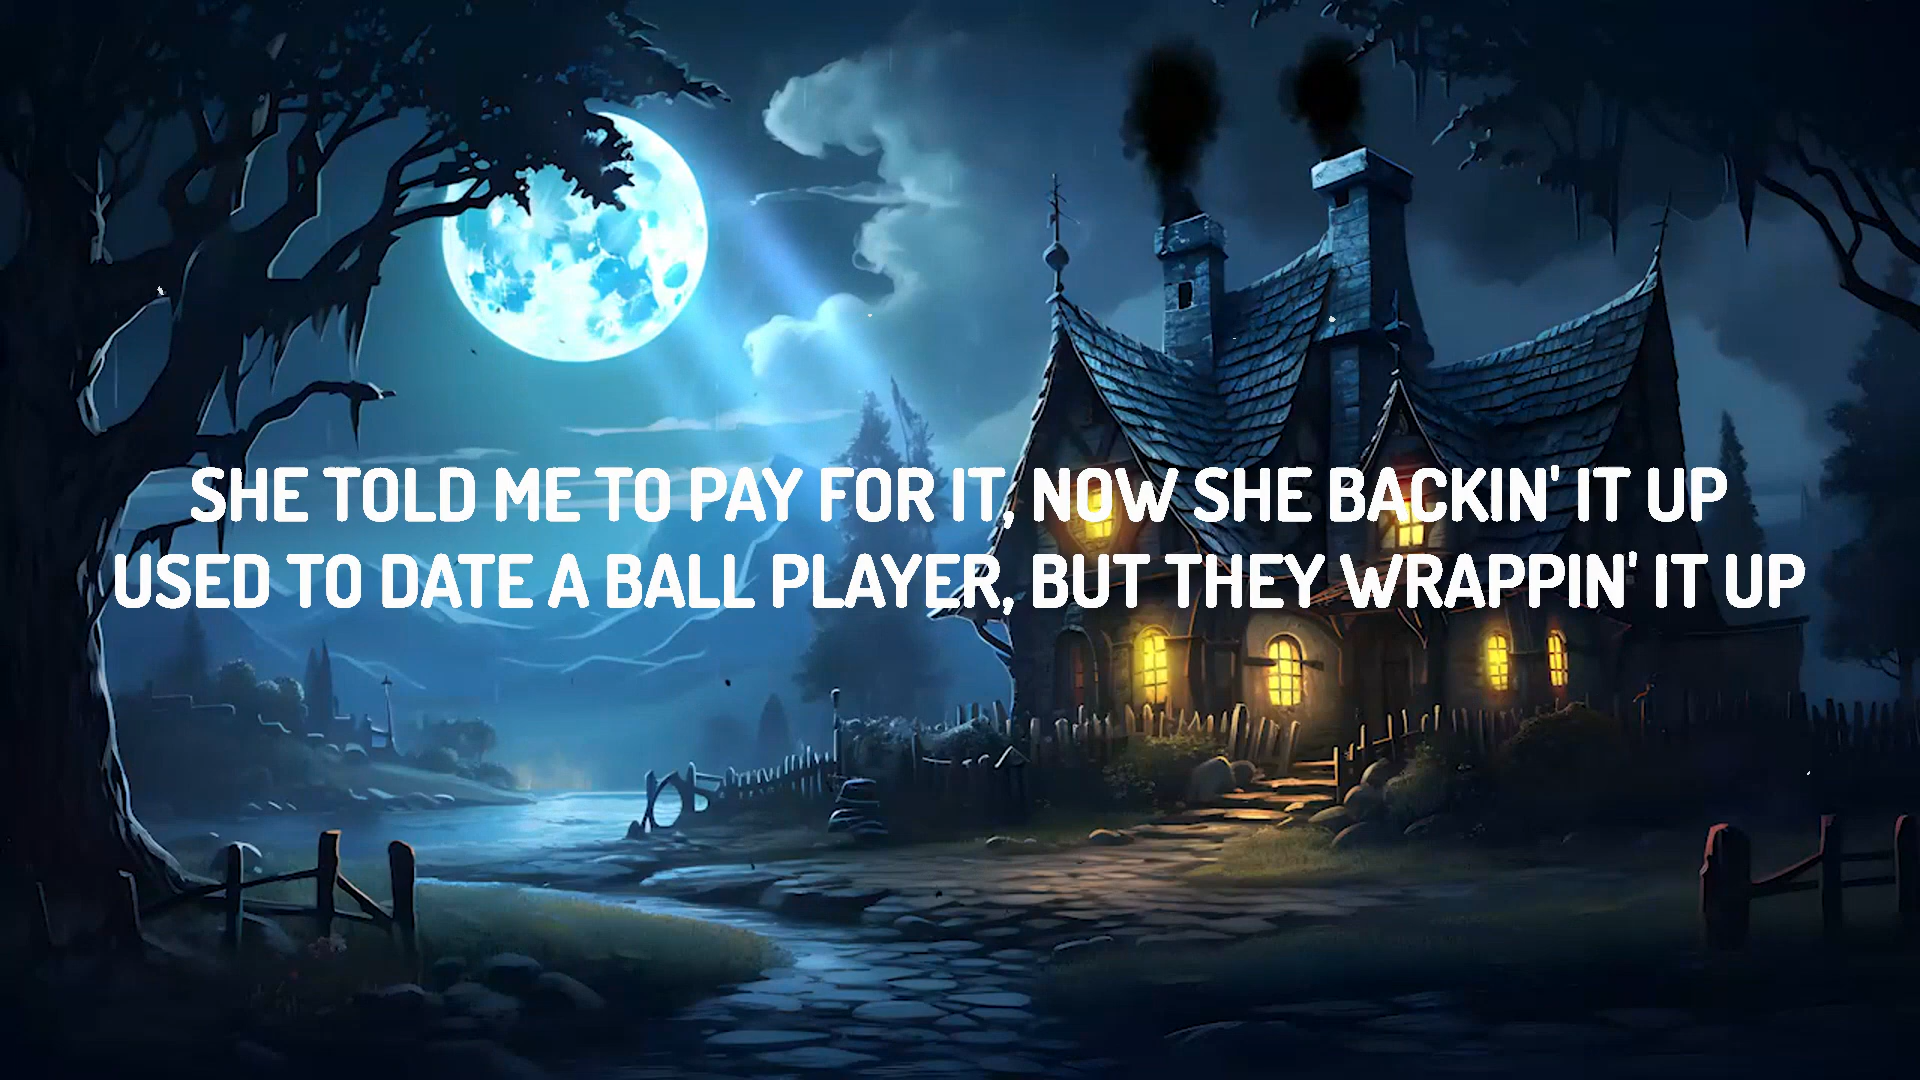 SHE TOLD ME TO PAY FOR IT, NOW SHE BACKIN' IT UP
USED TO DATE A BALL PLAYER, BUT THEY WRAPPIN' IT UP